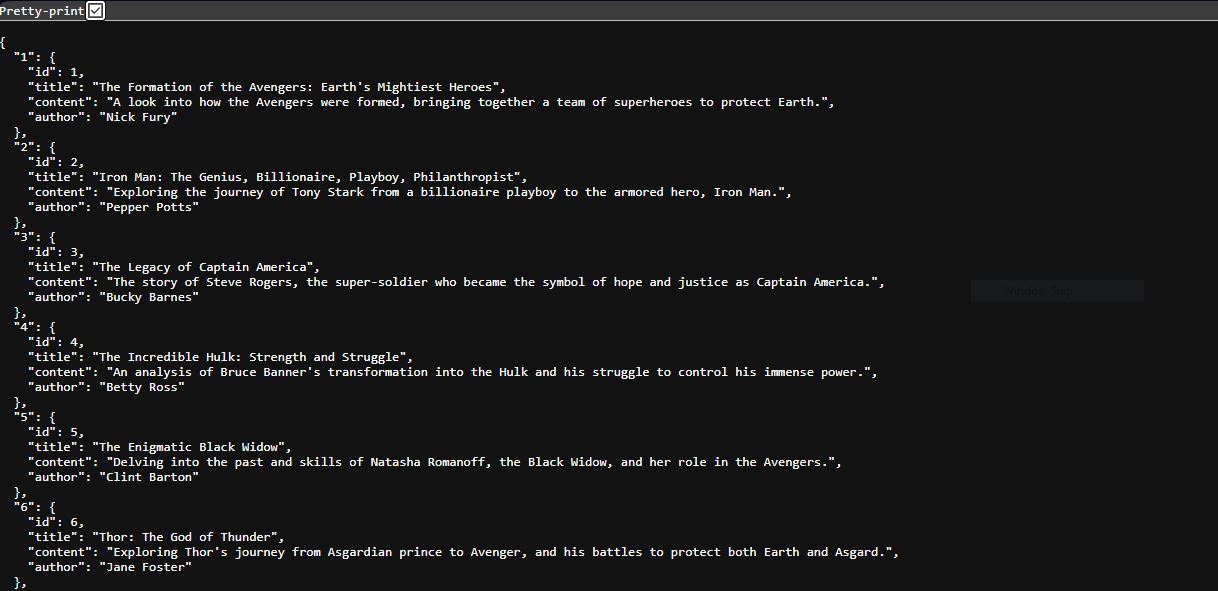 Pretty-print
{
  "1": {
    "id": 1,
    "title": "The Formation of the Avengers: Earth's Mightiest Heroes",
    "content": "A look into how the Avengers were formed, bringing together a team of superheroes to protect Earth.",
    "author": "Nick Fury"
  },
  "2": {
    "id": 2,
    "title": "Iron Man: The Genius, Billionaire, Playboy, Philanthropist",
    "content": "Exploring the journey of Tony Stark from a billionaire playboy to the armored hero, Iron Man.",
    "author": "Pepper Potts"
  },
  "3": {
    "id": 3,
    "title": "The Legacy of Captain America",
    "content": "The story of Steve Rogers, the super-soldier who became the symbol of hope and justice as Captain America.",
    "author": "Bucky Barnes"
  },
  "4": {
    "id": 4,
    "title": "The Incredible Hulk: Strength and Struggle",
    "content": "An analysis of Bruce Banner's transformation into the Hulk and his struggle to control his immense power.",
    "author": "Betty Ross"
  },
  "5": {
    "id": 5,
    "title": "The Enigmatic Black Widow",
    "content": "Delving into the past and skills of Natasha Romanoff, the Black Widow, and her role in the Avengers.",
    "author": "Clint Barton"
  },
  "6": {
    "id": 6,
    "title": "Thor: The God of Thunder",
    "content": "Exploring Thor's journey from Asgardian prince to Avenger, and his battles to protect both Earth and Asgard.",
    "author": "Jane Foster"
  },
Window Snip